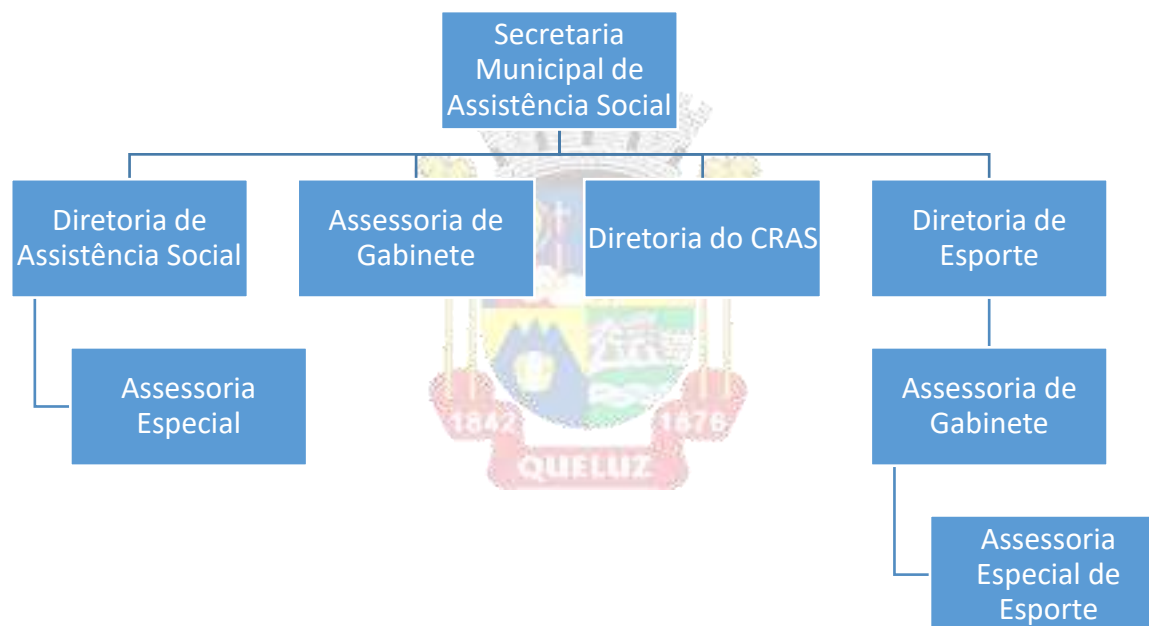 Secretaria
Municipal de
Assistência Social
Diretoria de
Assistência Social
Assessoria de
Gabinete
Diretoria do CRAS
Diretoria de
Esporte
Assessoria
Especial
Assessoria de
Gabinete
1842
1876
QUELUZ
Assessoria
Especial de
Esporte